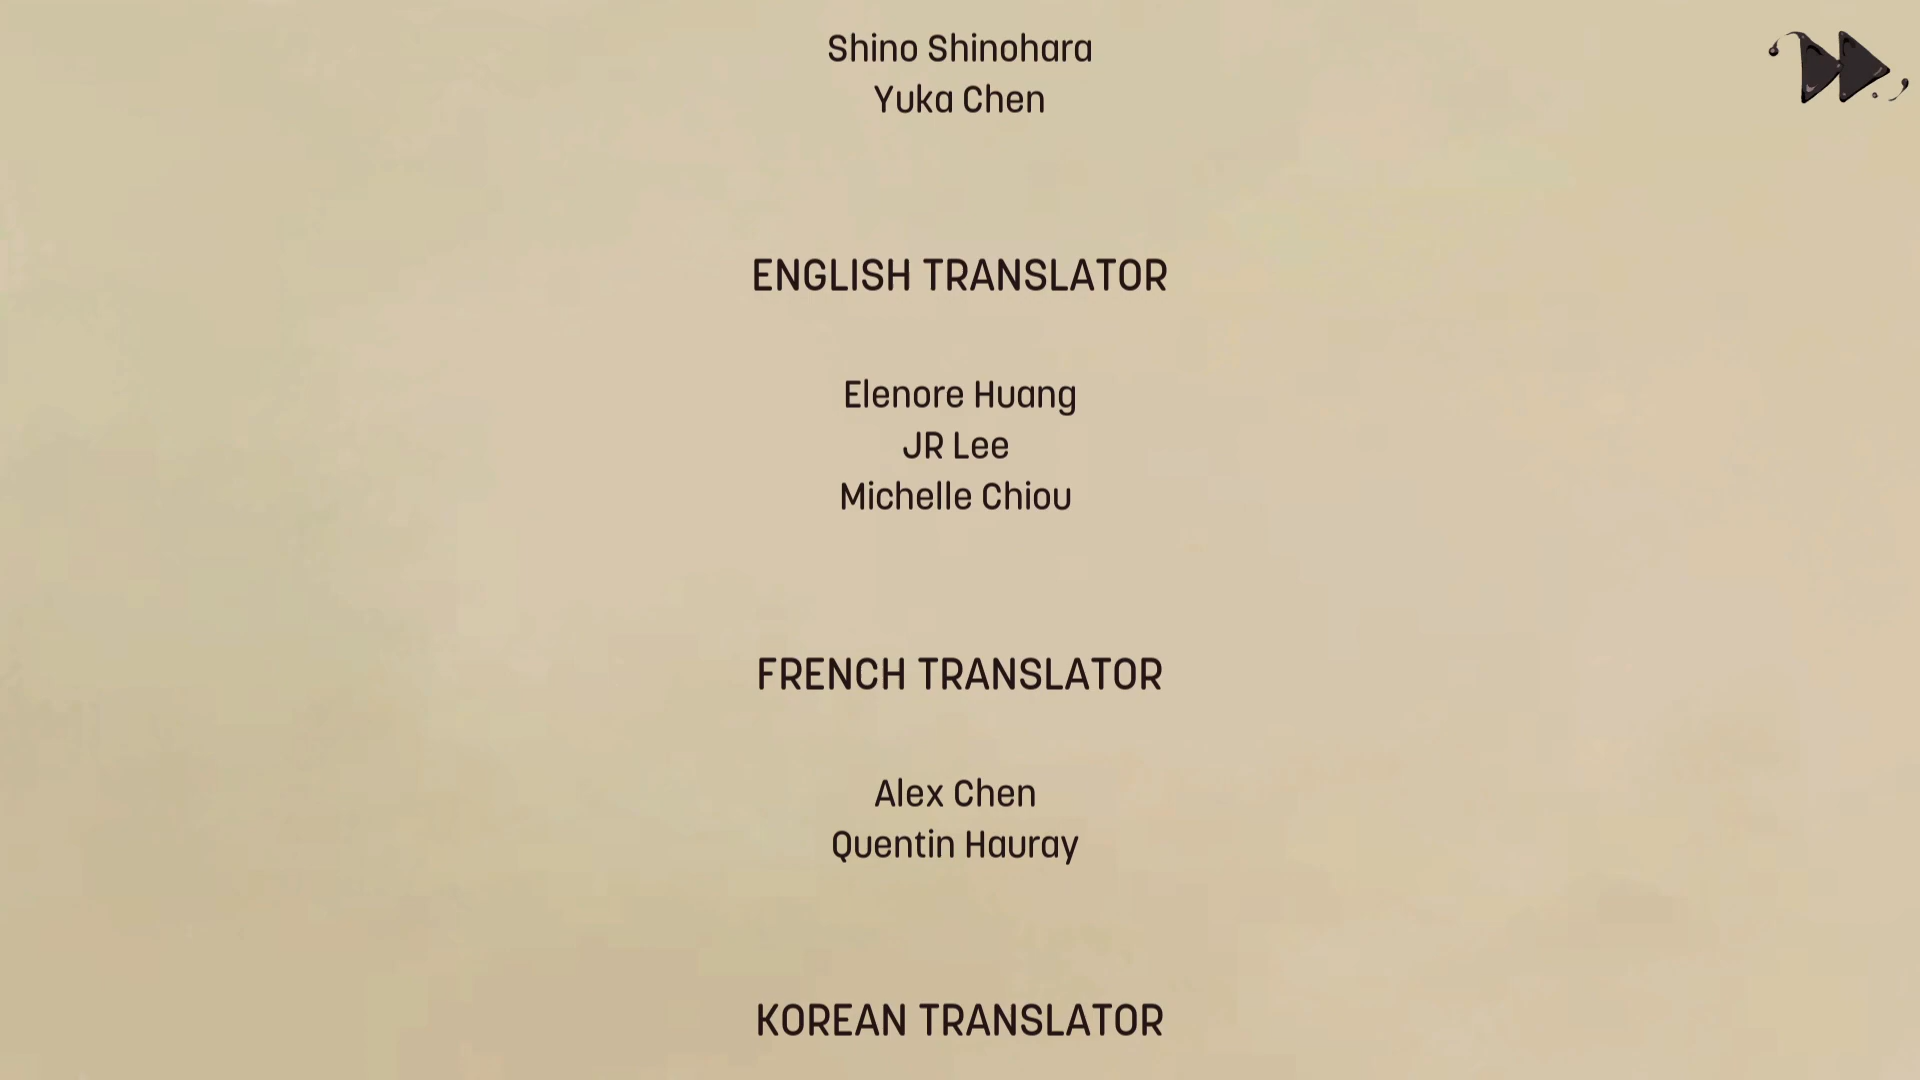 Shino Shinohara
Yuka Chen
ENGLISH TRANSLATOR
Elenore Huang
JR Lee
Michelle Chiou
FRENCH TRANSLATOR
Alex Chen
Quentin Hauray
KOREAN TRANSLATOR